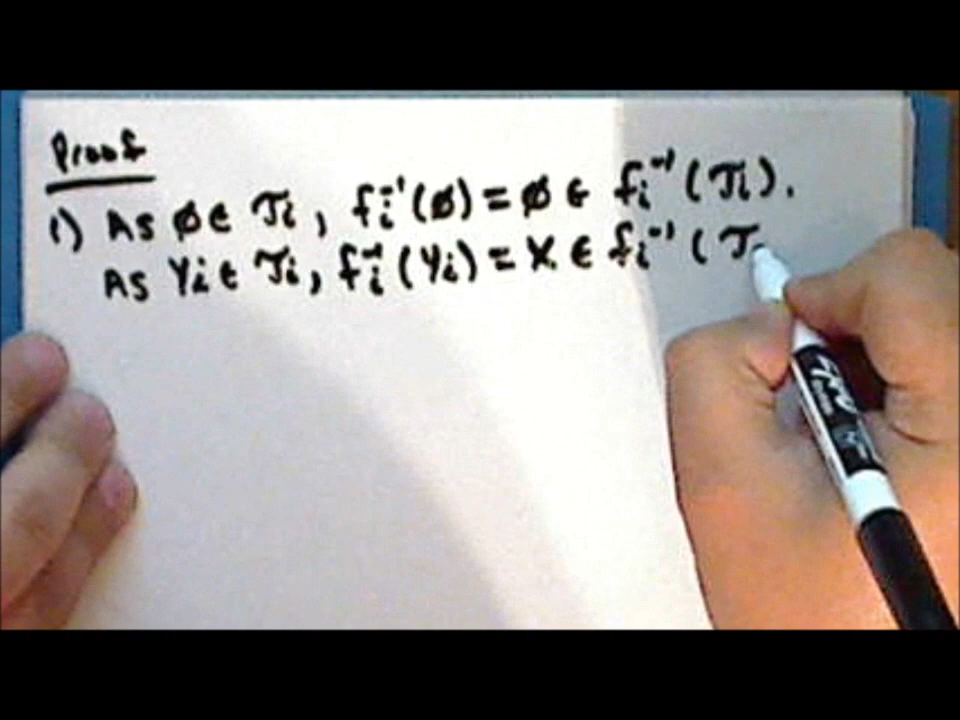 Proof
1) As ∅ ∈ 𝒯i, fi⁻¹(∅) = ∅ ∈ fi⁻¹(𝒯i).
As Yi ∈ 𝒯i, fi⁻¹(Yi) = X ∈ fi⁻¹(𝒯